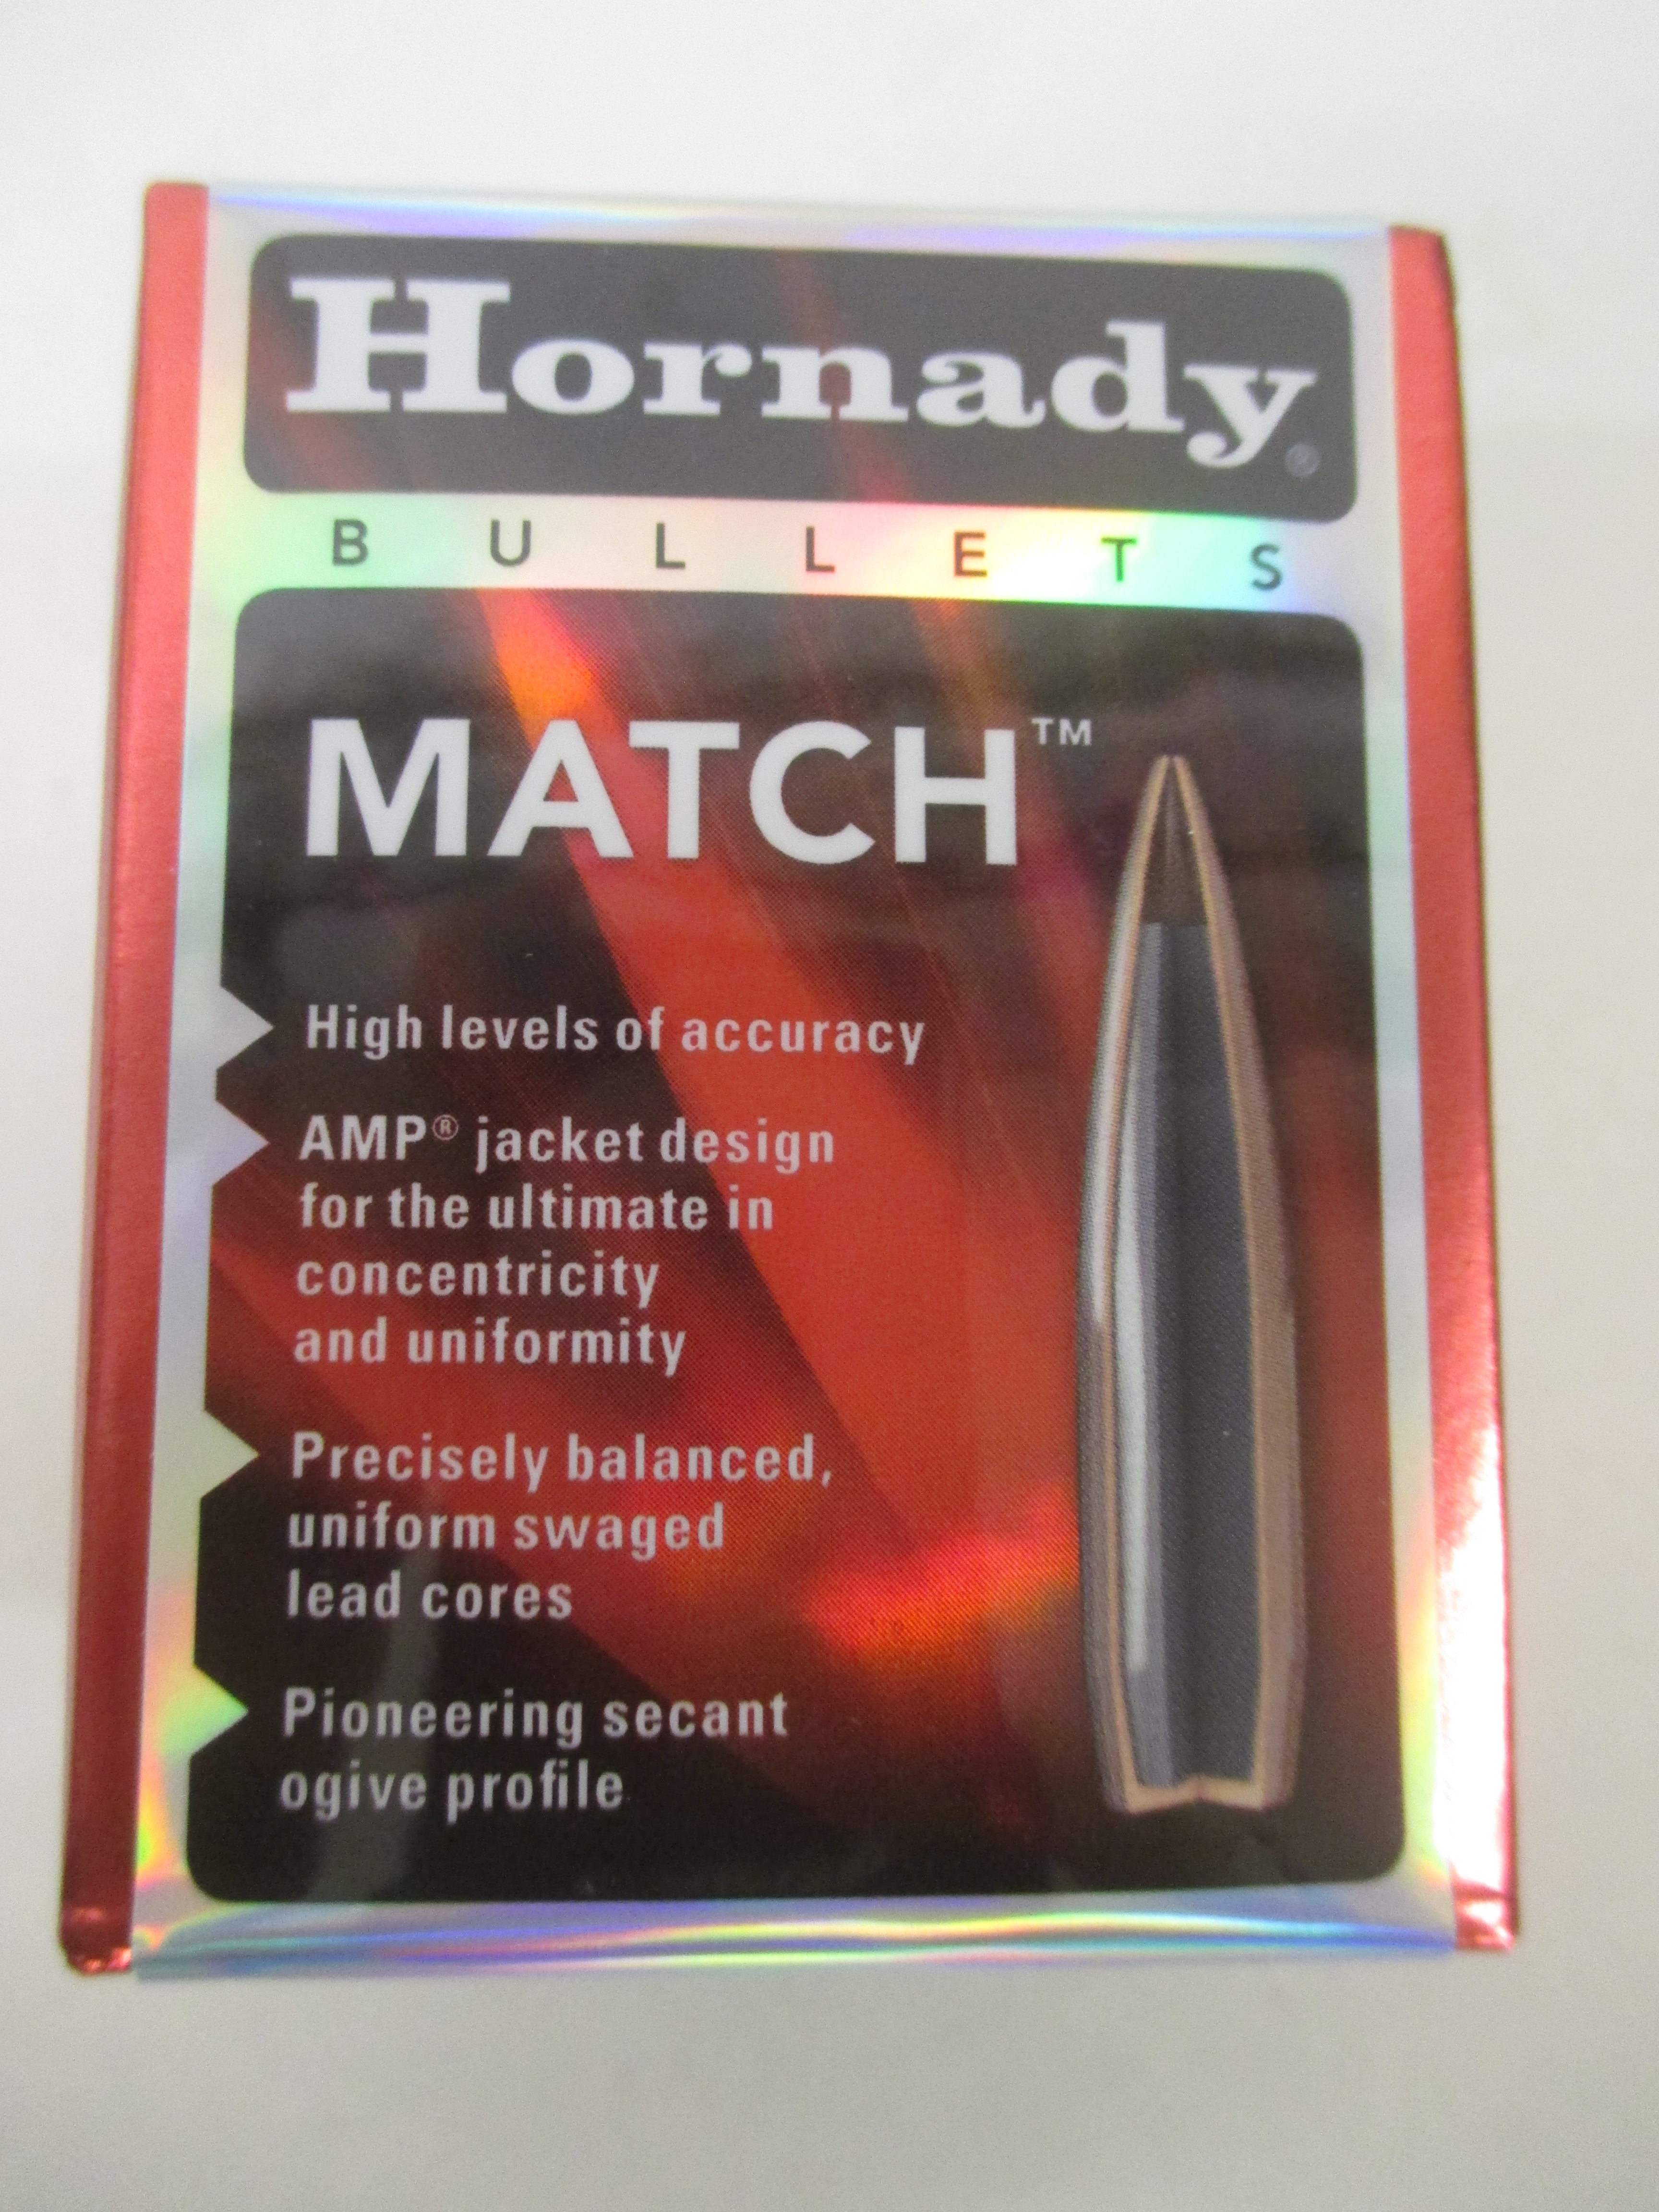 Hornady®
BULLETS
MATCH™
High levels of accuracy
AMP® jacket design
for the ultimate in
concentricity
and uniformity
Precisely balanced,
uniform swaged
lead cores
Pioneering secant
ogive profile